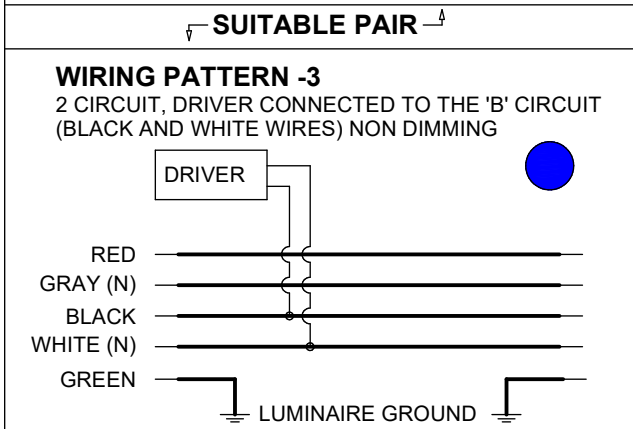 SUITABLE PAIR
WIRING PATTERN -3
2 CIRCUIT, DRIVER CONNECTED TO THE 'B' CIRCUIT
(BLACK AND WHITE WIRES) NON DIMMING
DRIVER
RED
GRAY (N)
BLACK
WHITE (N)
GREEN
LUMINAIRE GROUND